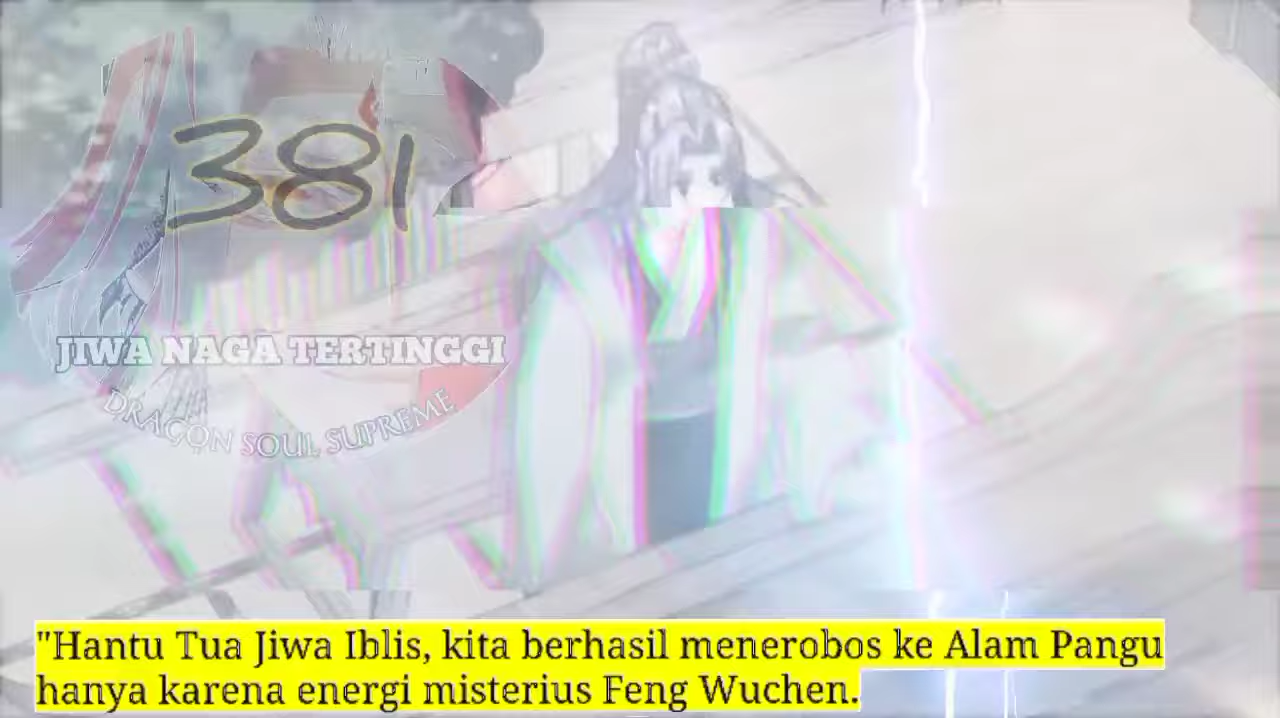 381
JIWA NAGA TERTINGGI
DRAGON SOUL SUPREME
"Hantu Tua Jiwa Iblis, kita berhasil menerobos ke Alam Pangu
hanya karena energi misterius Feng Wuchen.